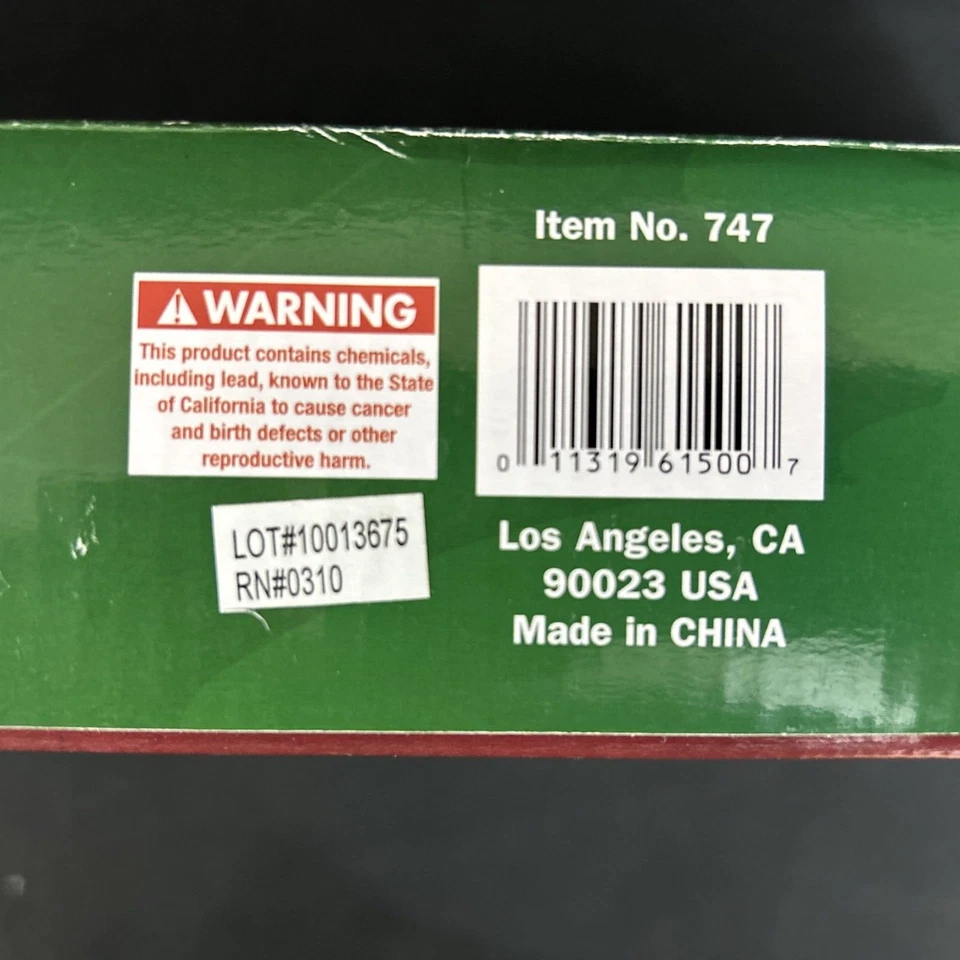 Item No. 747
WARNING
This product contains chemicals,
including lead, known to the State
of California to cause cancer
and birth defects or other
reproductive harm.
0 11319 61500 7
LOT#10013675
RN#0310
Los Angeles, CA
90023 USA
Made in CHINA